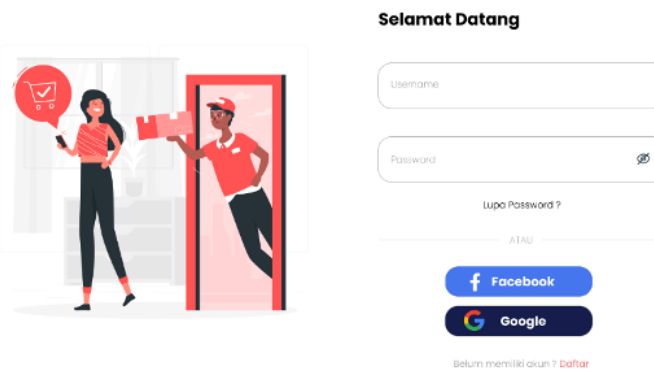 Selamat Datang
Username
Password
Lupa Password ?
ATAU
Facebook
Google
Belum memiliki akun ? Daftar